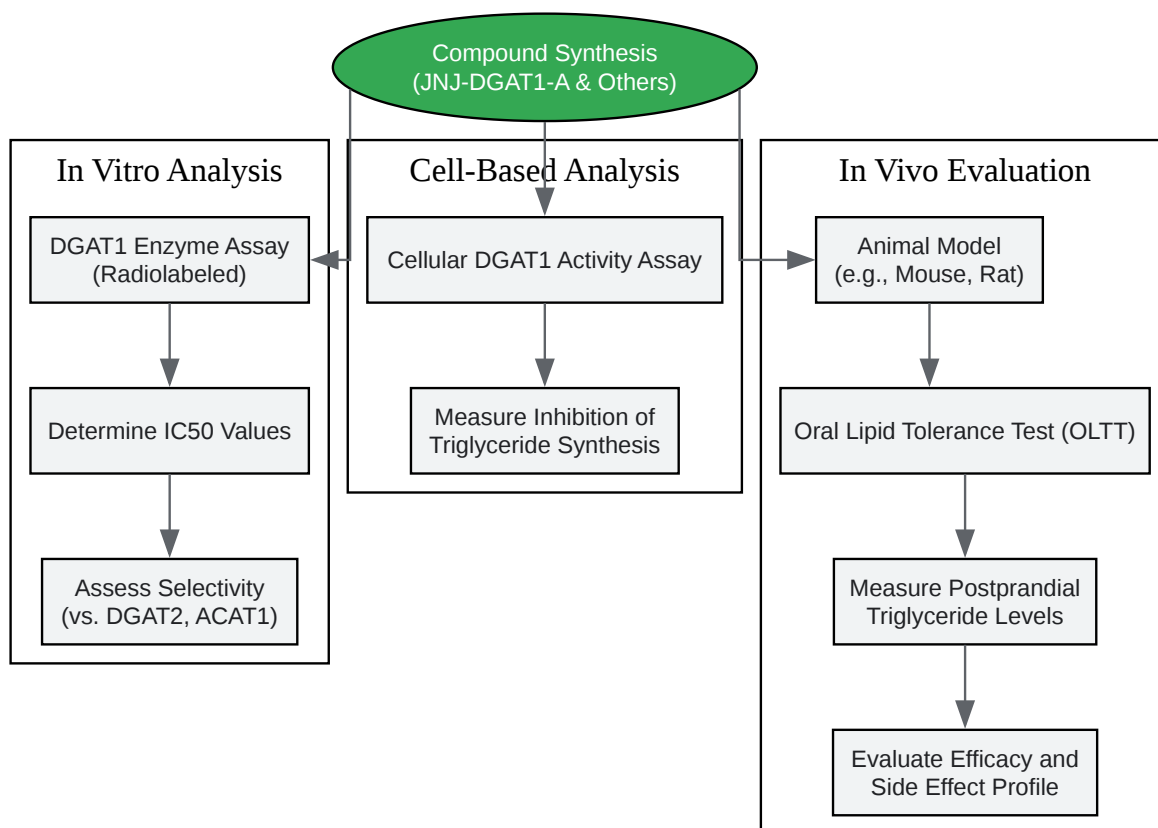 Compound Synthesis
(JNJ-DGAT1-A & Others)
In Vitro Analysis
DGAT1 Enzyme Assay
(Radiolabeled)
Determine IC50 Values
Assess Selectivity
(vs. DGAT2, ACAT1)
Cell-Based Analysis
Cellular DGAT1 Activity Assay
Measure Inhibition of
Triglyceride Synthesis
In Vivo Evaluation
Animal Model
(e.g., Mouse, Rat)
Oral Lipid Tolerance Test (OLTT)
Measure Postprandial
Triglyceride Levels
Evaluate Efficacy and
Side Effect Profile